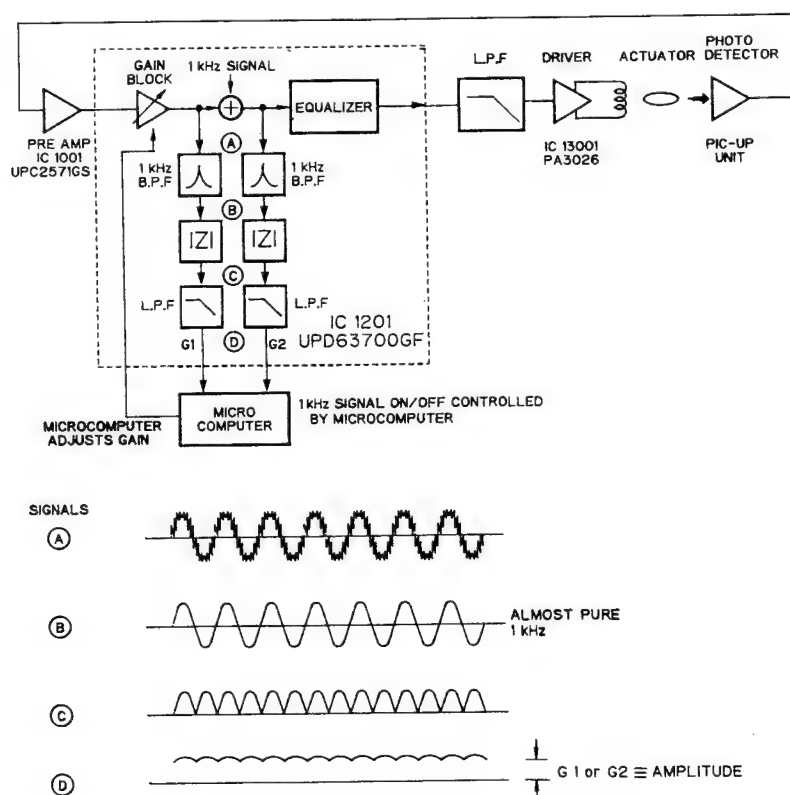 GAIN
BLOCK
1 kHz SIGNAL
EQUALIZER
L.P.F
DRIVER
ACTUATOR
PHOTO
DETECTOR
PRE AMP
IC 1001
UPC2571GS
IC 13001
PA3026
PIC-UP
UNIT
A
1 kHz
B.P.F
1 kHz
B.P.F
B
|Z|
|Z|
C
L.P.F
L.P.F
IC 1201
UPD63700GF
G1
D
G2
MICRO
COMPUTER
1kHz SIGNAL ON/OFF CONTROLLED
BY MICROCOMPUTER
MICROCOMPUTER
ADJUSTS GAIN
SIGNALS
A
B
ALMOST PURE
1 kHz
C
D
G 1 or G2 ≡ AMPLITUDE